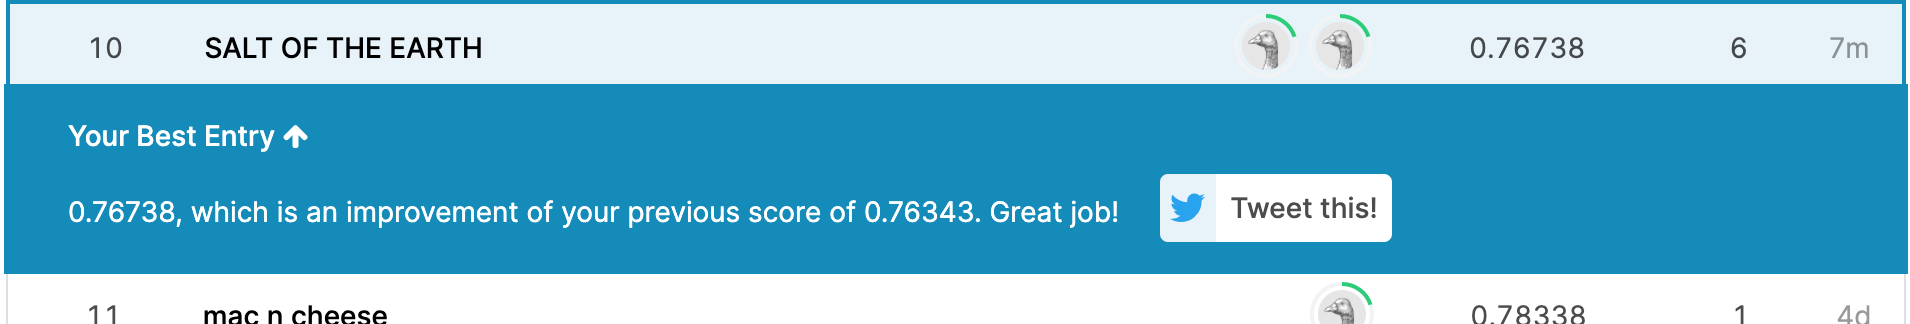 10 SALT OF THE EARTH 0.76738 6 7m
Your Best Entry
0.76738, which is an improvement of your previous score of 0.76343. Great job! Tweet this!
11 mac n cheese 0.78338 1 4d